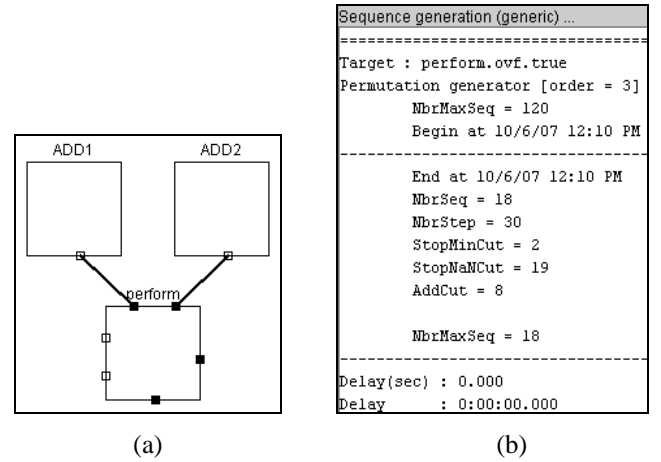 ADD1 ADD2
perform
(a)
Sequence generation (generic) ...
==========================================
Target : perform.ovf.true
Permutation generator [order = 3]
NbrMaxSeq = 120
Begin at 10/6/07 12:10 PM
------------------------------------------
End at 10/6/07 12:10 PM
NbrSeq = 18
NbrStep = 30
StopMinCut = 2
StopNaNCut = 19
AddCut = 8
NbrMaxSeq = 18
------------------------------------------
Delay(sec) : 0.000
Delay : 0:00:00.000
(b)